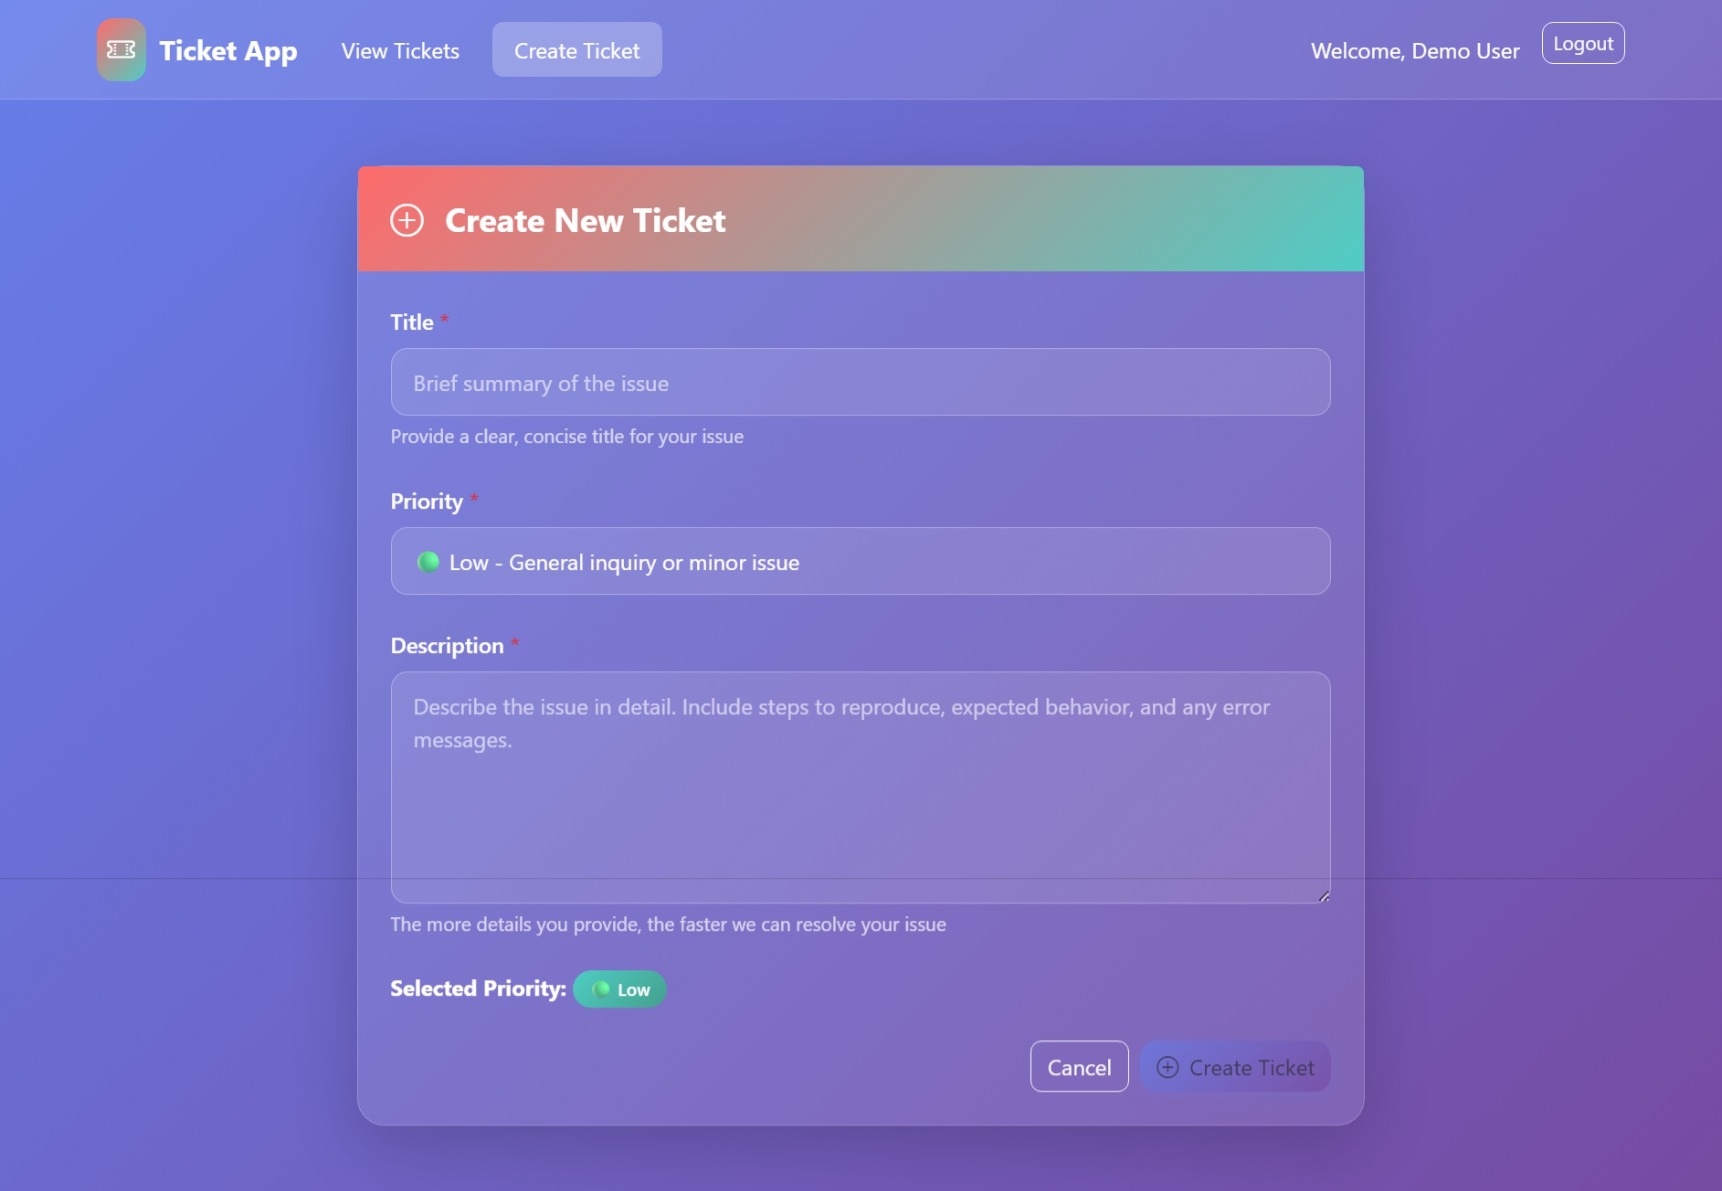 Ticket App
View Tickets
Create Ticket
Welcome, Demo User
Logout
Create New Ticket
Title *
Brief summary of the issue
Provide a clear, concise title for your issue
Priority *
Low - General inquiry or minor issue
Description *
Describe the issue in detail. Include steps to reproduce, expected behavior, and any error
messages.
The more details you provide, the faster we can resolve your issue
Selected Priority: Low
Cancel
Create Ticket